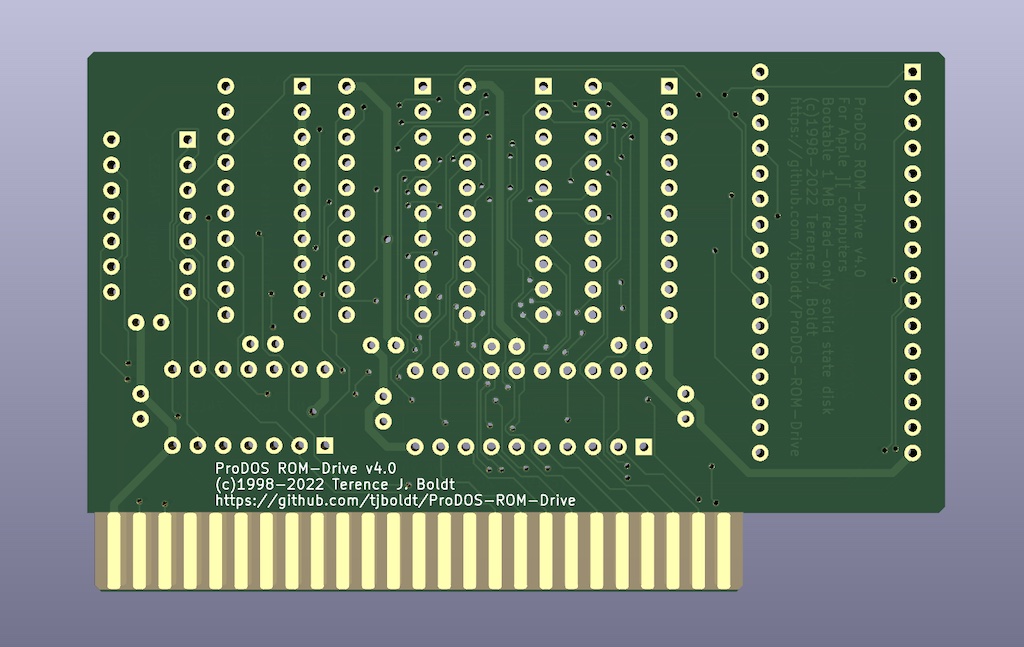 ProDOS ROM-Drive v4.0
(c)1998-2022 Terence J. Boldt
https://github.com/tjboldt/ProDOS-ROM-Drive
ProDOS ROM-Drive v4.0
For Apple ][ computers
Bootable 1 MB read-only solid state disk
(c)1998-2022 Terence J. Boldt
https://github.com/tjboldt/ProDOS-ROM-Drive